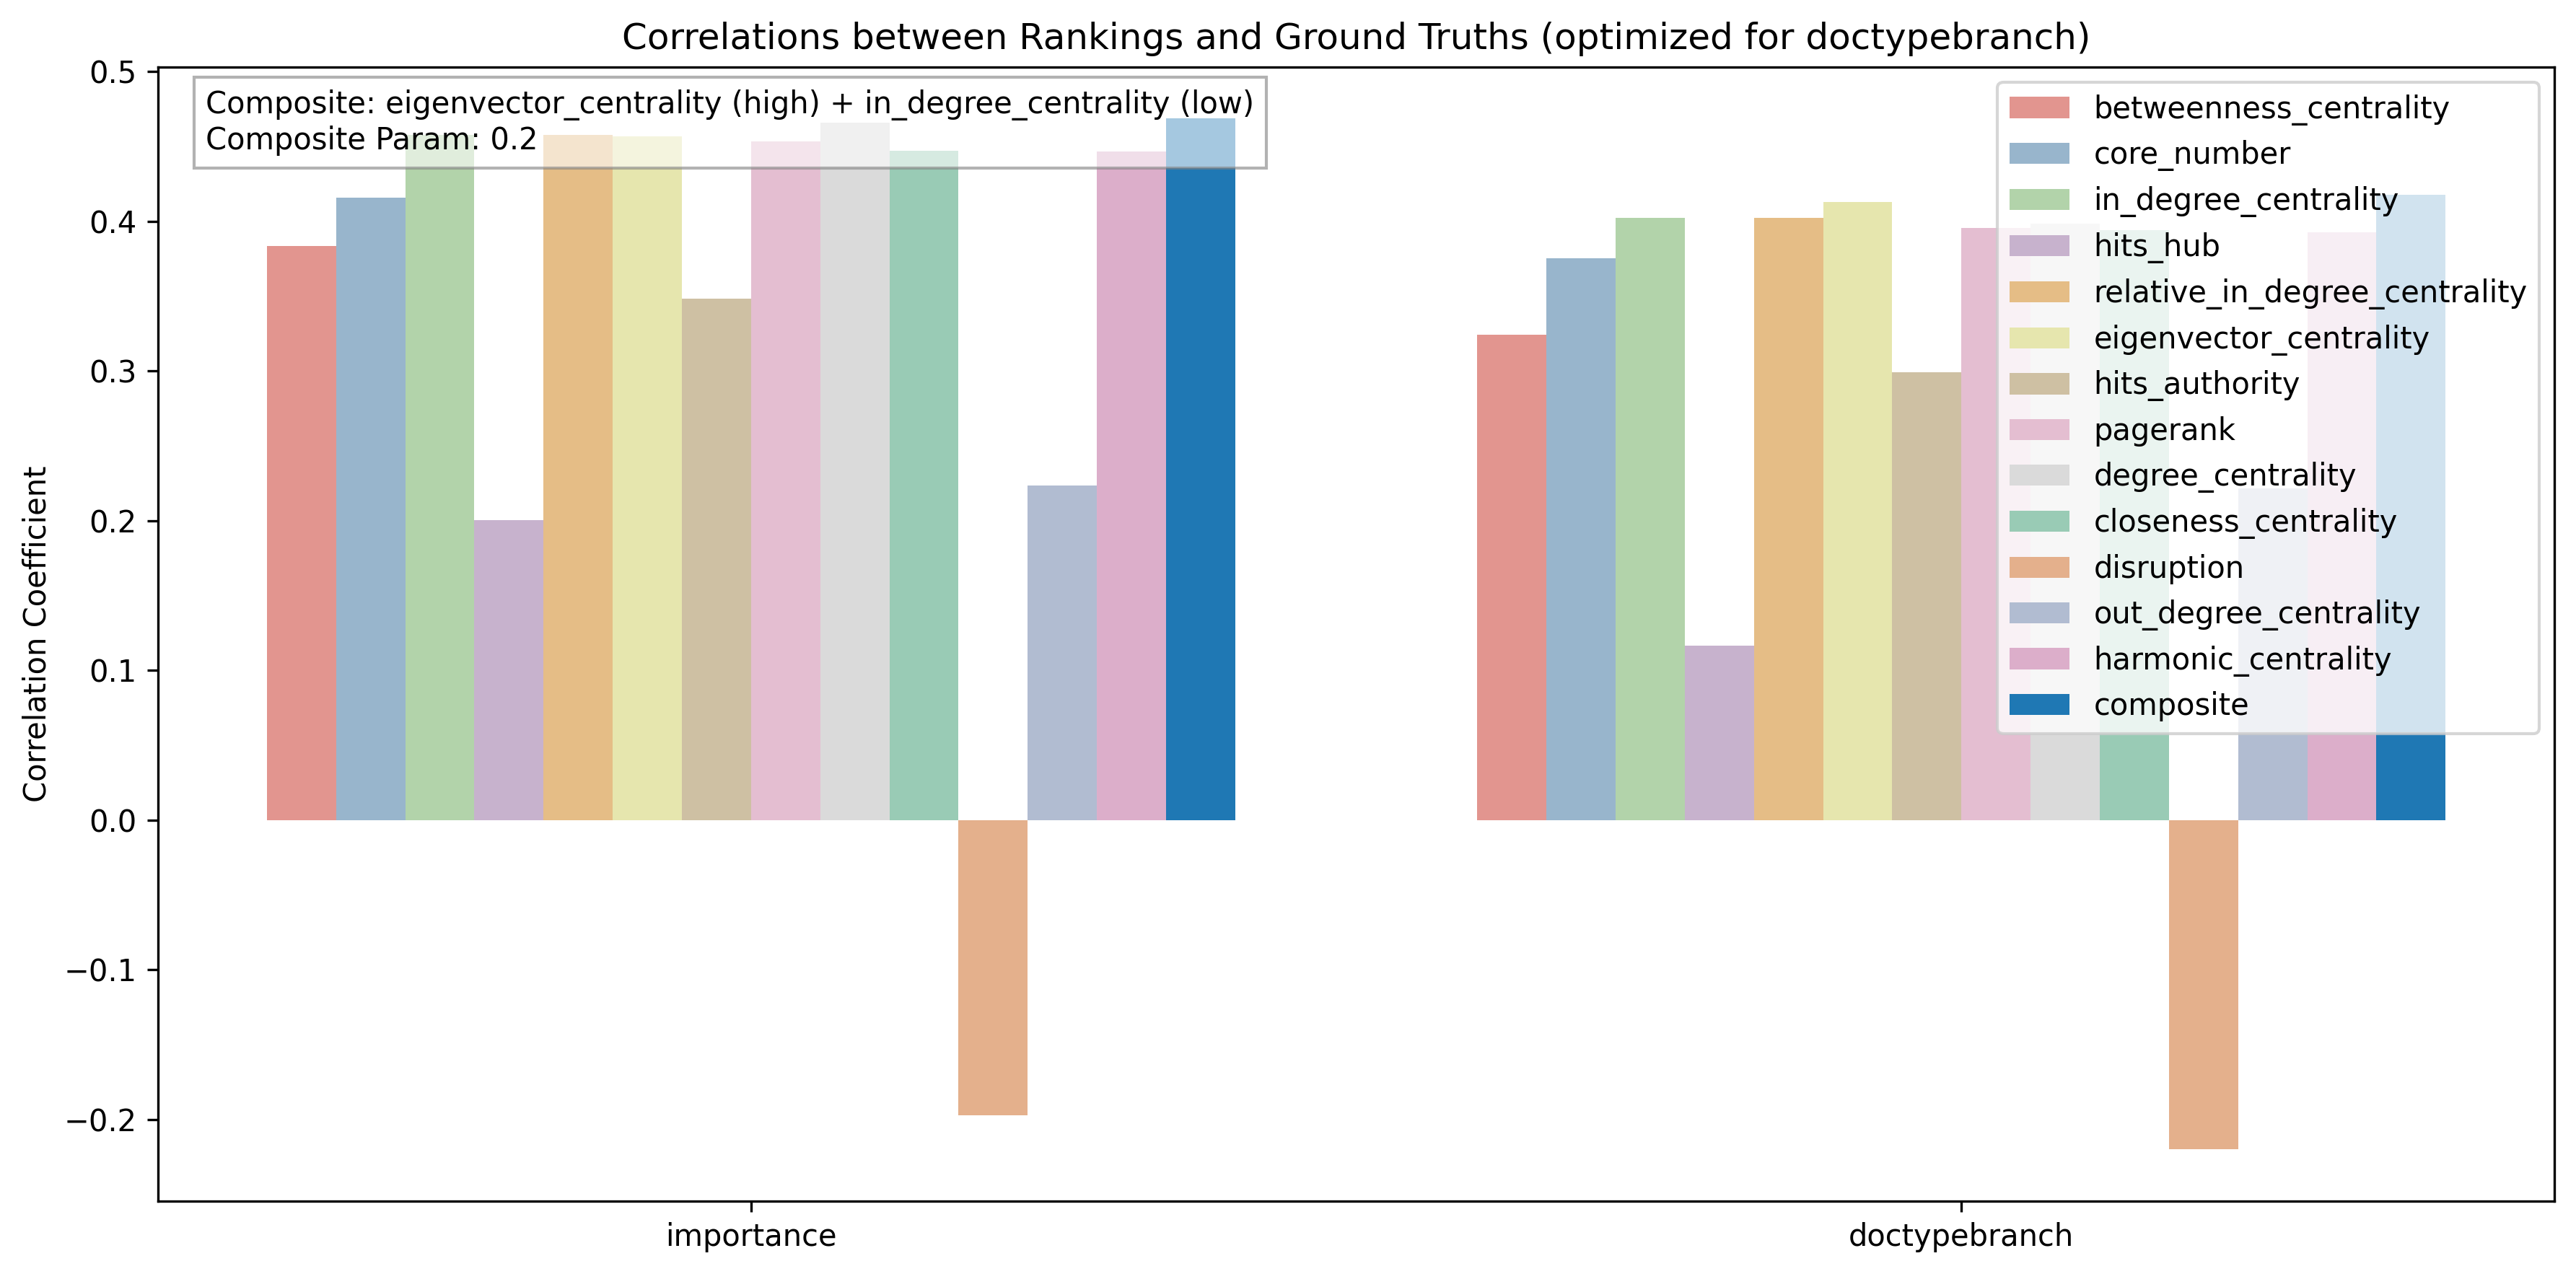 Correlations between Rankings and Ground Truths (optimized for doctypebranch)
Composite: eigenvector_centrality (high) + in_degree_centrality (low)
Composite Param: 0.2
betweenness_centrality
core_number
in_degree_centrality
hits_hub
relative_in_degree_centrality
eigenvector_centrality
hits_authority
pagerank
degree_centrality
closeness_centrality
disruption
out_degree_centrality
harmonic_centrality
composite
Correlation Coefficient
0.5
0.4
0.3
0.2
0.1
0.0
−0.1
−0.2
importance
doctypebranch